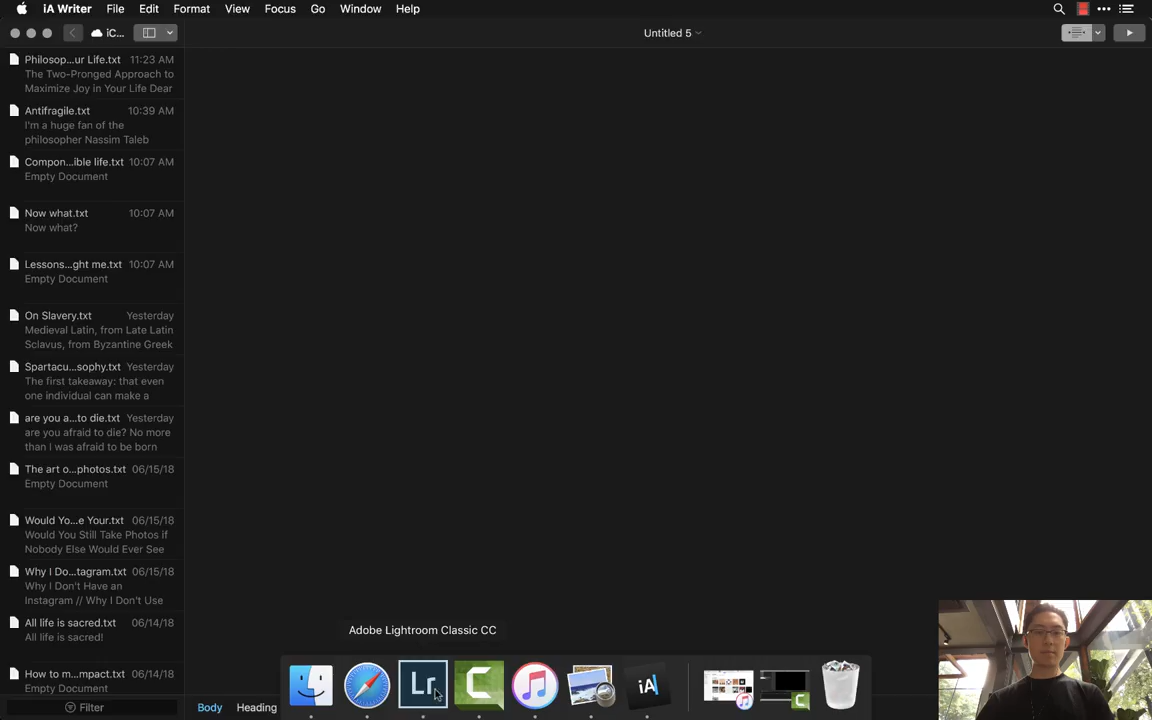 iA Writer File Edit Format View Focus Go Window Help
iC...
Untitled 5
Philosop...ur Life.txt 11:23 AM
The Two-Pronged Approach to
Maximize Joy in Your Life Dear
Antifragile.txt 10:39 AM
I'm a huge fan of the
philosopher Nassim Taleb
Compon...ible life.txt 10:07 AM
Empty Document
Now what.txt 10:07 AM
Now what?
Lessons...ght me.txt 10:07 AM
Empty Document
On Slavery.txt Yesterday
Medieval Latin, from Late Latin
Sclavus, from Byzantine Greek
Spartacu...sophy.txt Yesterday
The first takeaway: that even
one individual can make a
are you a...to die.txt Yesterday
are you afraid to die? No more
than I was afraid to be born
The art o...photos.txt 06/15/18
Empty Document
Would Yo...e Your.txt 06/15/18
Would You Still Take Photos if
Nobody Else Would Ever See
Why I Do...tagram.txt 06/15/18
Why I Don't Have an
Instagram // Why I Don't Use
All life is sacred.txt 06/14/18
All life is sacred!
How to m...mpact.txt 06/14/18
Empty Document
Filter
Body Heading
Adobe Lightroom Classic CC
Lr
iA